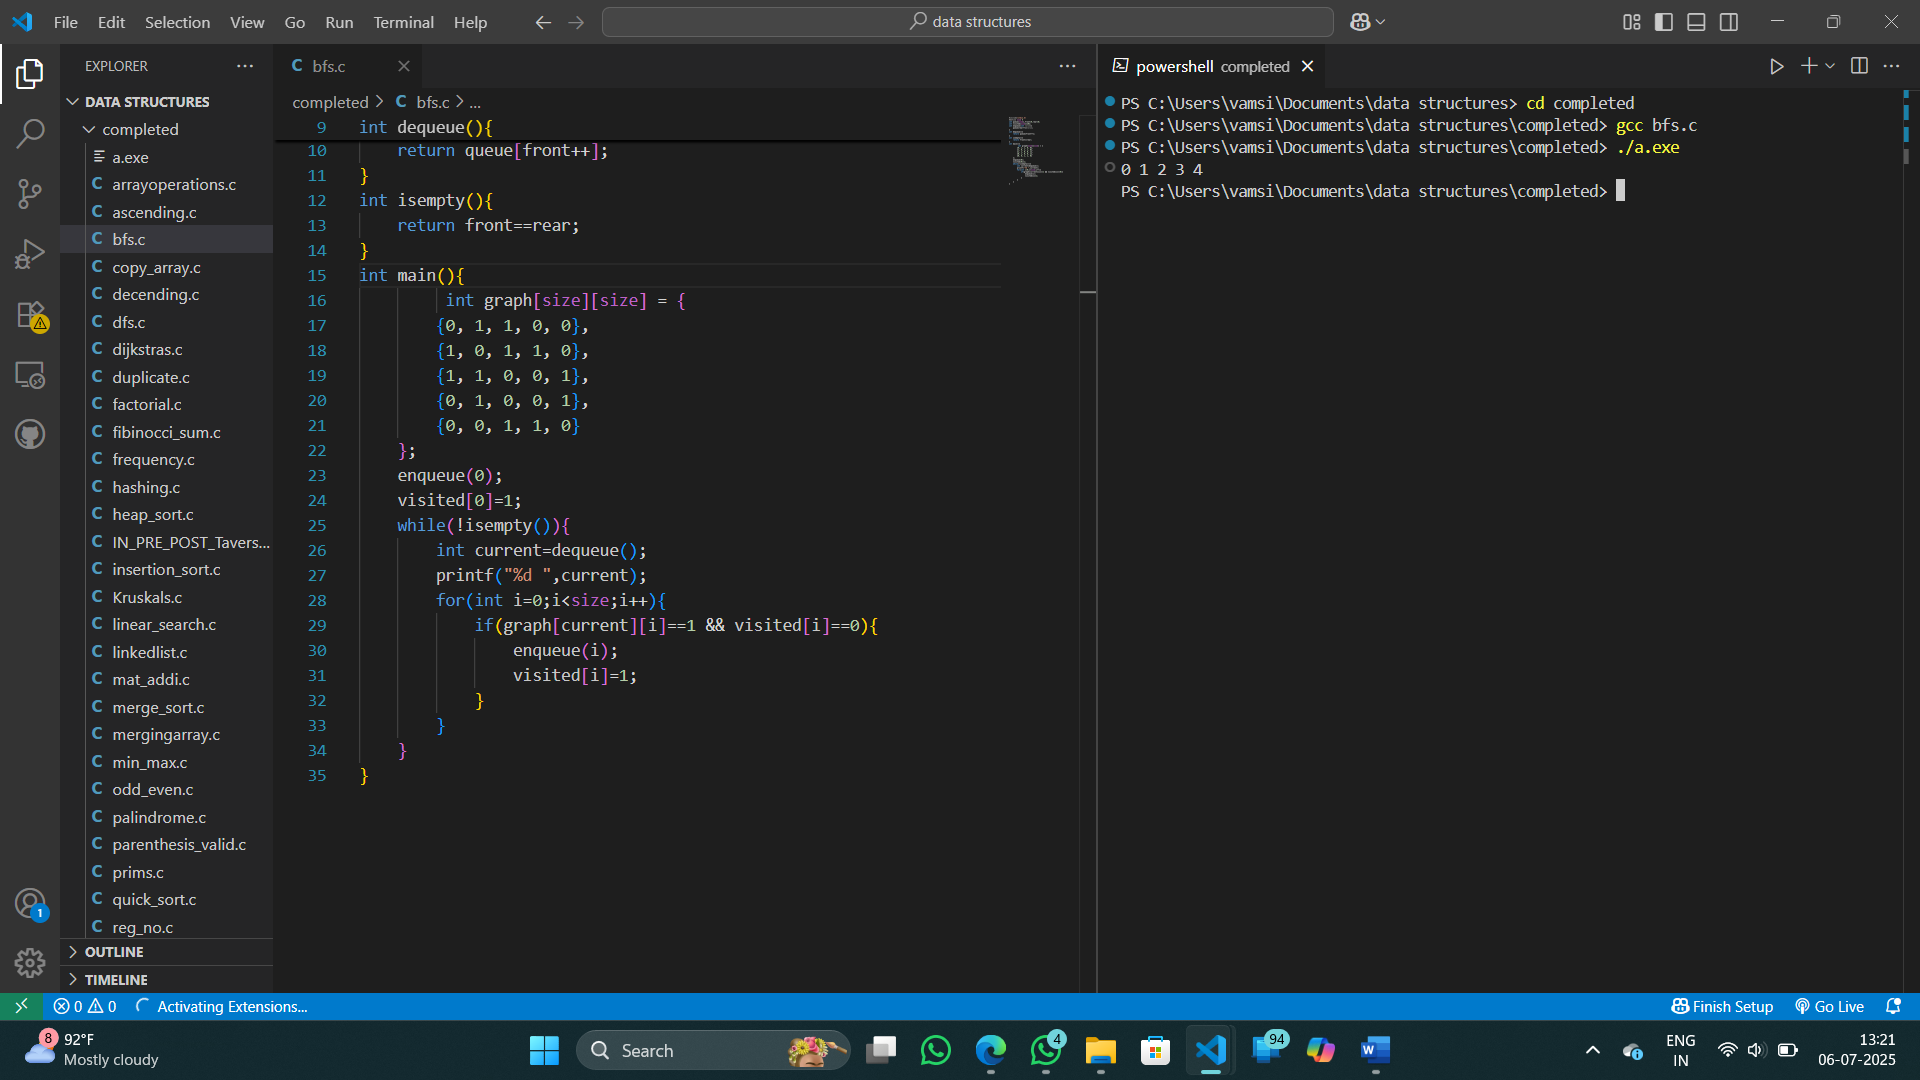 File Edit Selection View Go Run Terminal Help
data structures
EXPLORER
DATA STRUCTURES
completed
a.exe
C arrayoperations.c
C ascending.c
C bfs.c
C copy_array.c
C decending.c
C dfs.c
C dijkstras.c
C duplicate.c
C factorial.c
C fibinocci_sum.c
C frequency.c
C hashing.c
C heap_sort.c
C IN_PRE_POST_Tavers...
C insertion_sort.c
C Kruskals.c
C linear_search.c
C linkedlist.c
C mat_addi.c
C merge_sort.c
C mergingarray.c
C min_max.c
C odd_even.c
C palindrome.c
C parenthesis_valid.c
C prims.c
C quick_sort.c
C reg_no.c
OUTLINE
TIMELINE
1
C bfs.c
completed > C bfs.c > ...
9 int dequeue(){
10 return queue[front++];
11 }
12 int isempty(){
13 return front==rear;
14 }
15 int main(){
16 int graph[size][size] = {
17 {0, 1, 1, 0, 0},
18 {1, 0, 1, 1, 0},
19 {1, 1, 0, 0, 1},
20 {0, 1, 0, 0, 1},
21 {0, 0, 1, 1, 0}
22 };
23 enqueue(0);
24 visited[0]=1;
25 while(!isempty()){
26 int current=dequeue();
27 printf("%d ",current);
28 for(int i=0;i<size;i++){
29 if(graph[current][i]==1 && visited[i]==0){
30 enqueue(i);
31 visited[i]=1;
32 }
33 }
34 }
35 }
powershell completed
PS C:\Users\vamsi\Documents\data structures> cd completed
PS C:\Users\vamsi\Documents\data structures\completed> gcc bfs.c
PS C:\Users\vamsi\Documents\data structures\completed> ./a.exe
0 1 2 3 4
PS C:\Users\vamsi\Documents\data structures\completed>
0 0 Activating Extensions...
Finish Setup Go Live
8 92°F
Mostly cloudy
Search
4
94
W
ENG
IN
13:21
06-07-2025